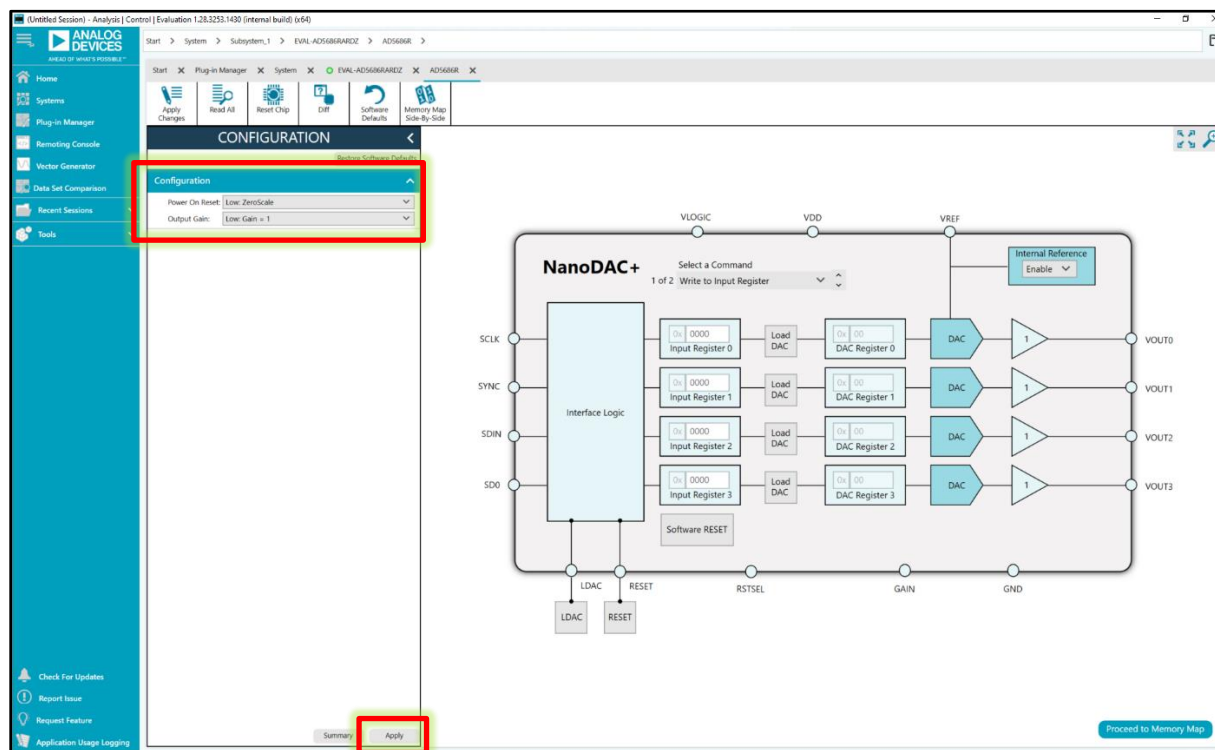 (Untitled Session) - Analysis | Control | Evaluation 1.28.3253.1430 (internal build) (x64)
ANALOG
DEVICES
AHEAD OF WHAT'S POSSIBLE™
Start > System > Subsystem_1 > EVAL-AD5686RARDZ > AD5686R >
Start X Plug-in Manager X System X EVAL-AD5686RARDZ X AD5686R X
Home
Systems
Plug-in Manager
Remoting Console
Vector Generator
Data Set Comparison
Recent Sessions
Tools
Apply
Changes
Read All
Reset Chip
Diff
Software
Defaults
Memory Map
Side-By-Side
CONFIGURATION
Restore Software Defaults
Configuration
Power On Reset: Low: ZeroScale
Output Gain: Low: Gain = 1
VLOGIC VDD VREF
NanoDAC+
Select a Command
1 of 2 Write to Input Register
Internal Reference
Enable
SCLK
SYNC
SDIN
SD0
Interface Logic
0x 0000
Input Register 0
Load
DAC
0x 00
DAC Register 0
DAC
1
VOUT0
0x 0000
Input Register 1
Load
DAC
0x 00
DAC Register 1
DAC
1
VOUT1
0x 0000
Input Register 2
Load
DAC
0x 00
DAC Register 2
DAC
1
VOUT2
0x 0000
Input Register 3
Load
DAC
0x 00
DAC Register 3
DAC
1
VOUT3
Software RESET
LDAC RESET RSTSEL GAIN GND
LDAC RESET
Check For Updates
Report Issue
Request Feature
Application Usage Logging
Summary Apply
Proceed to Memory Map